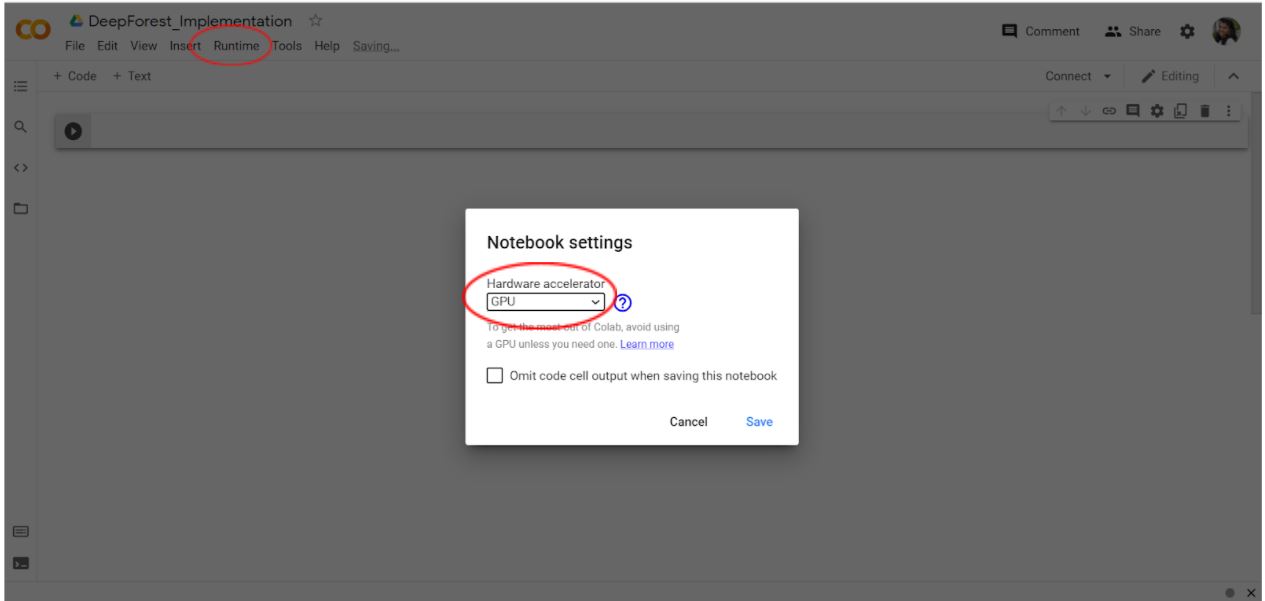 DeepForest_Implementation
File Edit View Insert Runtime Tools Help Saving...
Comment Share
+ Code + Text
Connect Editing
Notebook settings
Hardware accelerator
GPU
To get the most out of Colab, avoid using
a GPU unless you need one. Learn more
Omit code cell output when saving this notebook
Cancel Save